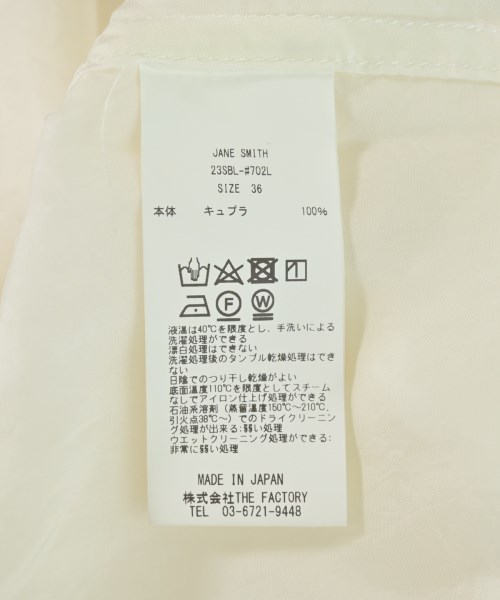 JANE SMITH
23SBL-#702L
SIZE 36
本体 キュプラ 100%
F W
液温は40℃を限度とし、手洗いによる
洗濯処理ができる
漂白処理はできない
洗濯処理後のタンブル乾燥処理はでき
ない
日陰でのつり干し乾燥がよい
底面温度110℃を限度としてスチーム
なしでアイロン仕上げ処理ができる
石油系溶剤(蒸留温度150℃~210℃、
引火点38℃~)でのドライクリーニ
ング処理が出来る:弱い処理
ウエットクリーニング処理ができる:
非常に弱い処理
MADE IN JAPAN
株式会社THE FACTORY
TEL 03-6721-9448